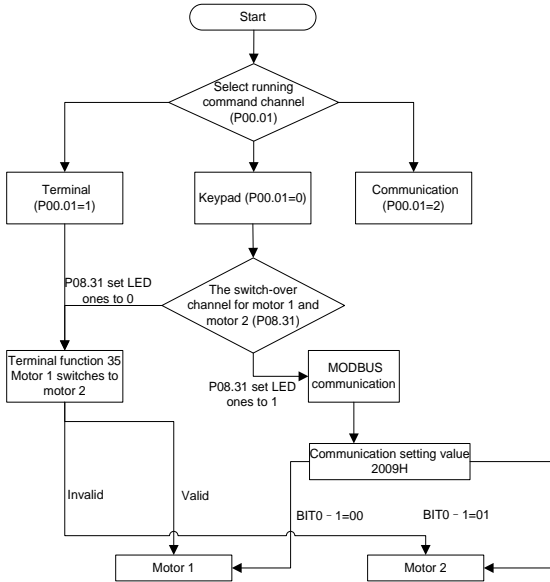 Start
Select running
command channel
(P00.01)
Terminal
(P00.01=1)
Keypad (P00.01=0)
Communication
(P00.01=2)
P08.31 set LED
ones to 0
The switch-over
channel for motor 1 and
motor 2 (P08.31)
Terminal function 35
Motor 1 switches to
motor 2
P08.31 set LED
ones to 1
MODBUS
communication
Communication setting value
2009H
Invalid
Valid
BIT0﹣1=00
BIT0﹣1=01
Motor 1
Motor 2